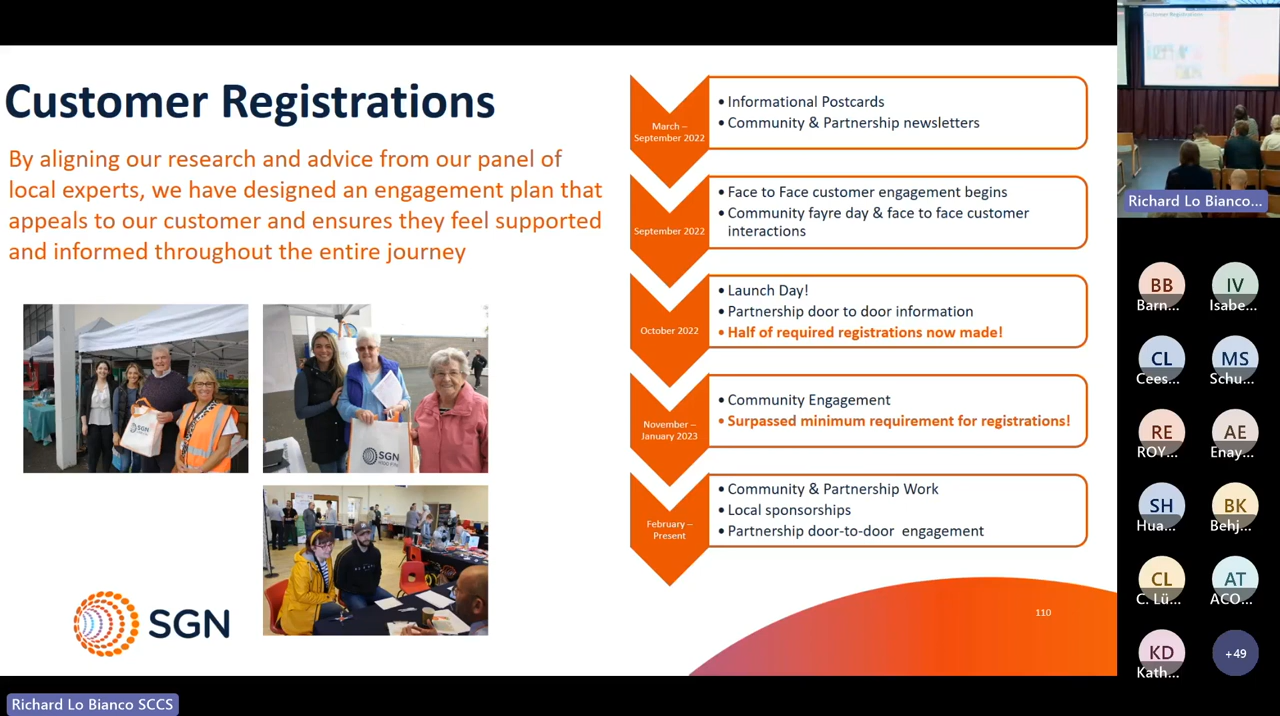 Customer Registrations
By aligning our research and advice from our panel of
local experts, we have designed an engagement plan that
appeals to our customer and ensures they feel supported
and informed throughout the entire journey
March –
September 2022
• Informational Postcards
• Community & Partnership newsletters
September 2022
• Face to Face customer engagement begins
• Community fayre day & face to face customer
interactions
October 2022
• Launch Day!
• Partnership door to door information
• Half of required registrations now made!
November –
January 2023
• Community Engagement
• Surpassed minimum requirement for registrations!
February –
Present
• Community & Partnership Work
• Local sponsorships
• Partnership door-to-door engagement
SGN
SGN
SGN
110
Richard Lo Bianco SCCS
Customer Registrations
Richard Lo Bianco...
BB
Barn...
IV
Isabe...
CL
Cees...
MS
Schu...
RE
ROY...
AE
Enay...
SH
Hua...
BK
Behj...
CL
C. Lü...
AT
ACO...
KD
Kath...
+49